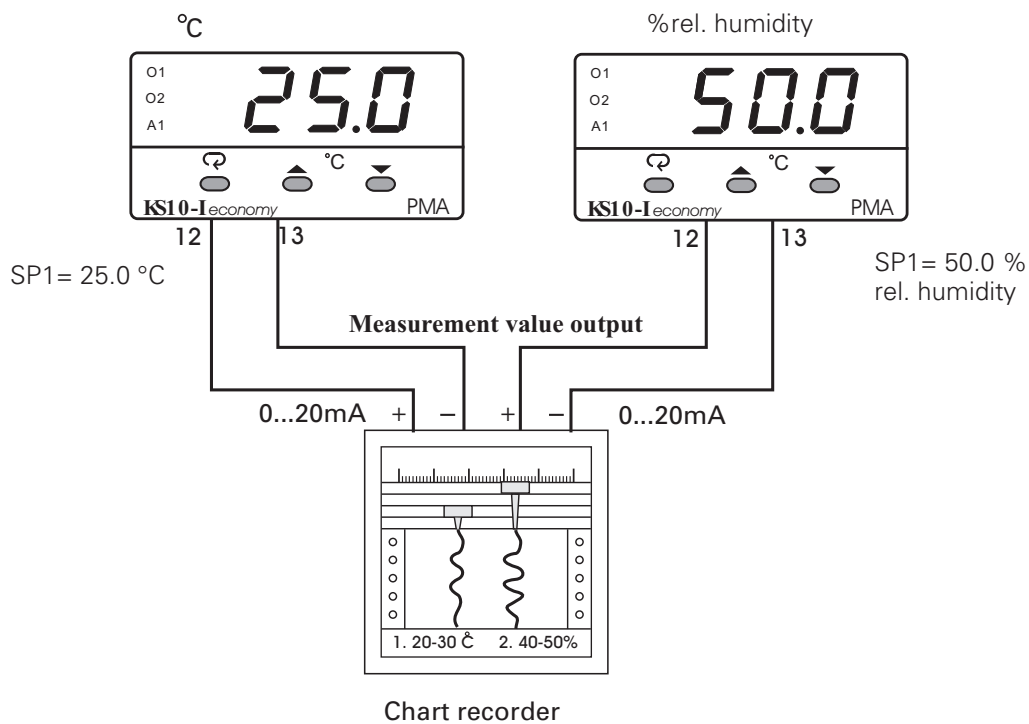 °C
%rel. humidity
O1
O2
A1
25.0
°C
KS10-I economy
PMA
O1
O2
A1
50.0
°C
KS10-I economy
PMA
12
13
12
13
SP1= 25.0 °C
SP1= 50.0 %
rel. humidity
Measurement value output
0...20mA
+
−
+
−
0...20mA
1. 20-30 °C
2. 40-50%
Chart recorder